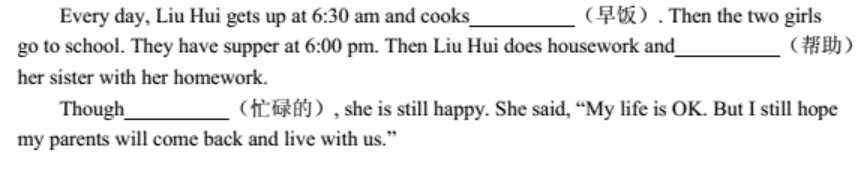 Every day, Liu Hui gets up at 6:30 am and cooks__________（早饭）. Then the two girls
go to school. They have supper at 6:00 pm. Then Liu Hui does housework and__________（帮助）
her sister with her homework.
Though__________（忙碌的）, she is still happy. She said, “My life is OK. But I still hope
my parents will come back and live with us.”